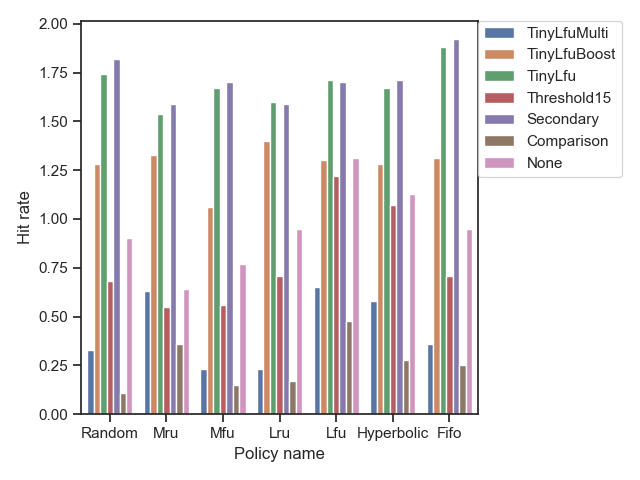 2.00
1.75
1.50
1.25
1.00
0.75
0.50
0.25
0.00
Hit rate
Random Mru Mfu Lru Lfu Hyperbolic Fifo
Policy name
TinyLfuMulti
TinyLfuBoost
TinyLfu
Threshold15
Secondary
Comparison
None